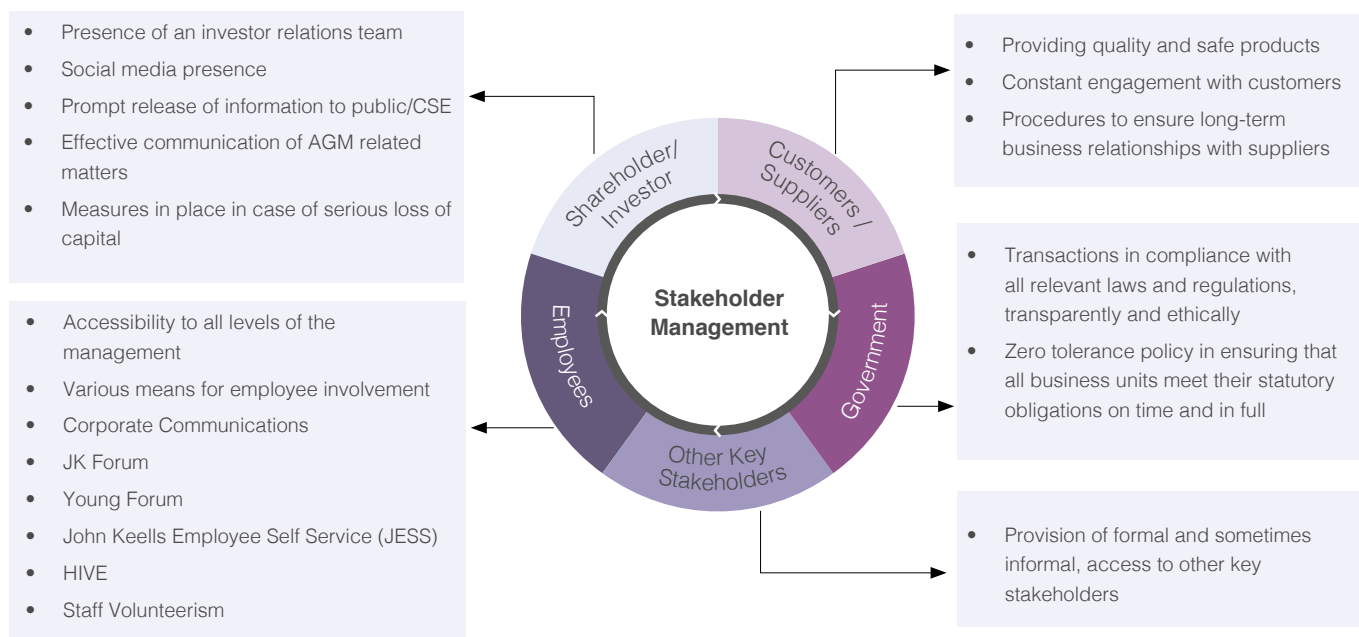 • Presence of an investor relations team
• Social media presence
• Prompt release of information to public/CSE
• Effective communication of AGM related
matters
• Measures in place in case of serious loss of
capital
• Accessibility to all levels of the
management
• Various means for employee involvement
• Corporate Communications
• JK Forum
• Young Forum
• John Keells Employee Self Service (JESS)
• HIVE
• Staff Volunteerism
Shareholder/
Investor
Customers /
Suppliers
Employees
Stakeholder
Management
Government
Other Key
Stakeholders
• Providing quality and safe products
• Constant engagement with customers
• Procedures to ensure long-term
business relationships with suppliers
• Transactions in compliance with
all relevant laws and regulations,
transparently and ethically
• Zero tolerance policy in ensuring that
all business units meet their statutory
obligations on time and in full
• Provision of formal and sometimes
informal, access to other key
stakeholders